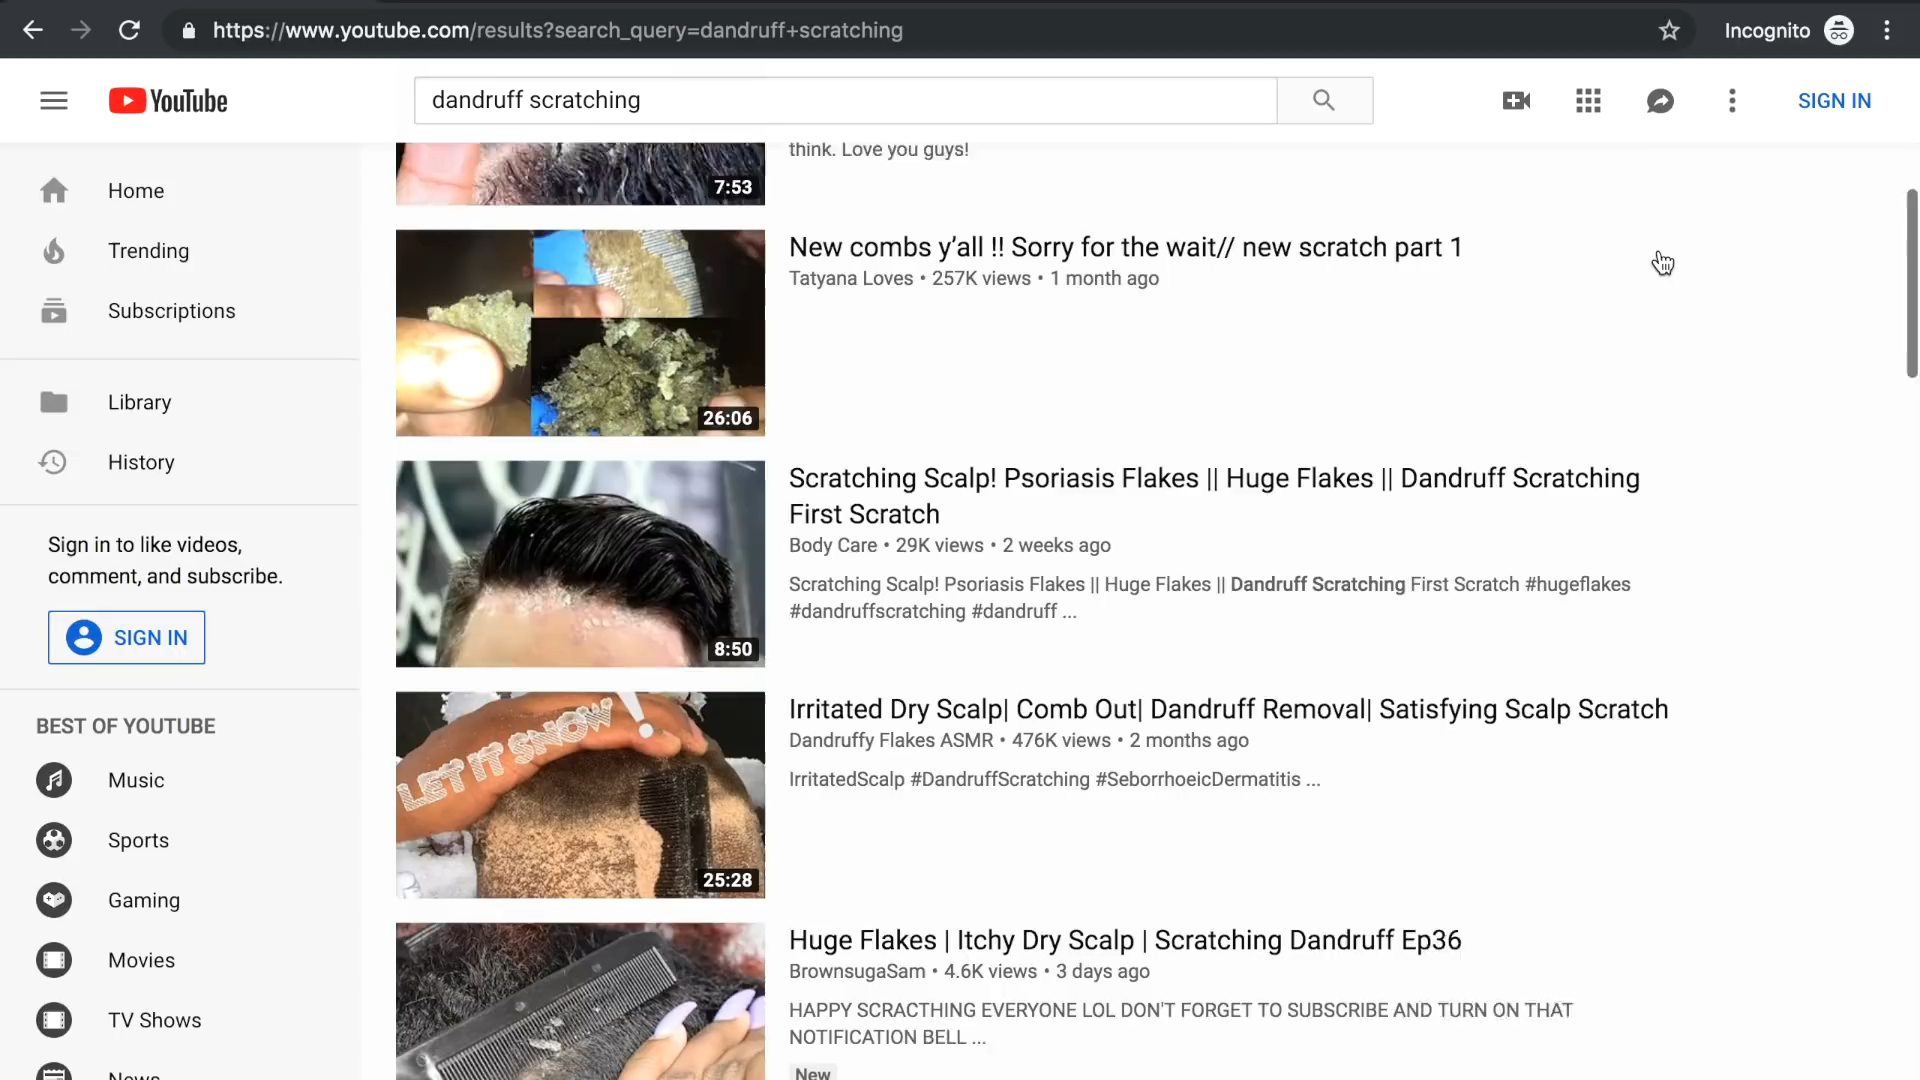 https://www.youtube.com/results?search_query=dandruff+scratching
Incognito
YouTube
dandruff scratching
SIGN IN
Home
Trending
Subscriptions
Library
History
Sign in to like videos,
comment, and subscribe.
SIGN IN
BEST OF YOUTUBE
Music
Sports
Gaming
Movies
TV Shows
News
7:53
think. Love you guys!
26:06
New combs y’all !! Sorry for the wait// new scratch part 1
Tatyana Loves • 257K views • 1 month ago
8:50
Scratching Scalp! Psoriasis Flakes || Huge Flakes || Dandruff Scratching
First Scratch
Body Care • 29K views • 2 weeks ago
Scratching Scalp! Psoriasis Flakes || Huge Flakes || Dandruff Scratching First Scratch #hugeflakes
#dandruffscratching #dandruff ...
LET IT SNOW!
25:28
Irritated Dry Scalp| Comb Out| Dandruff Removal| Satisfying Scalp Scratch
Dandruffy Flakes ASMR • 476K views • 2 months ago
IrritatedScalp #DandruffScratching #SeborrhoeicDermatitis ...
Huge Flakes | Itchy Dry Scalp | Scratching Dandruff Ep36
BrownsugaSam • 4.6K views • 3 days ago
HAPPY SCRACTHING EVERYONE LOL DON'T FORGET TO SUBSCRIBE AND TURN ON THAT
NOTIFICATION BELL ...
New